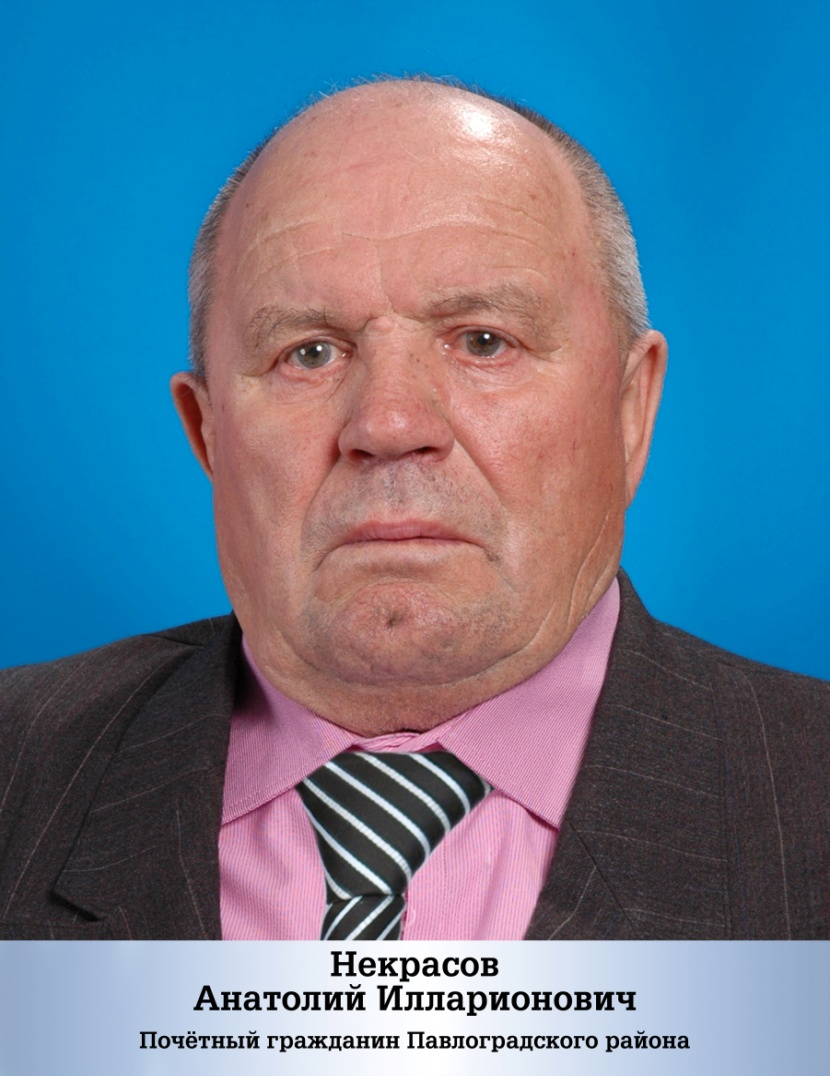 Некрасов
Анатолий Илларионович
Почётный гражданин Павлоградского района